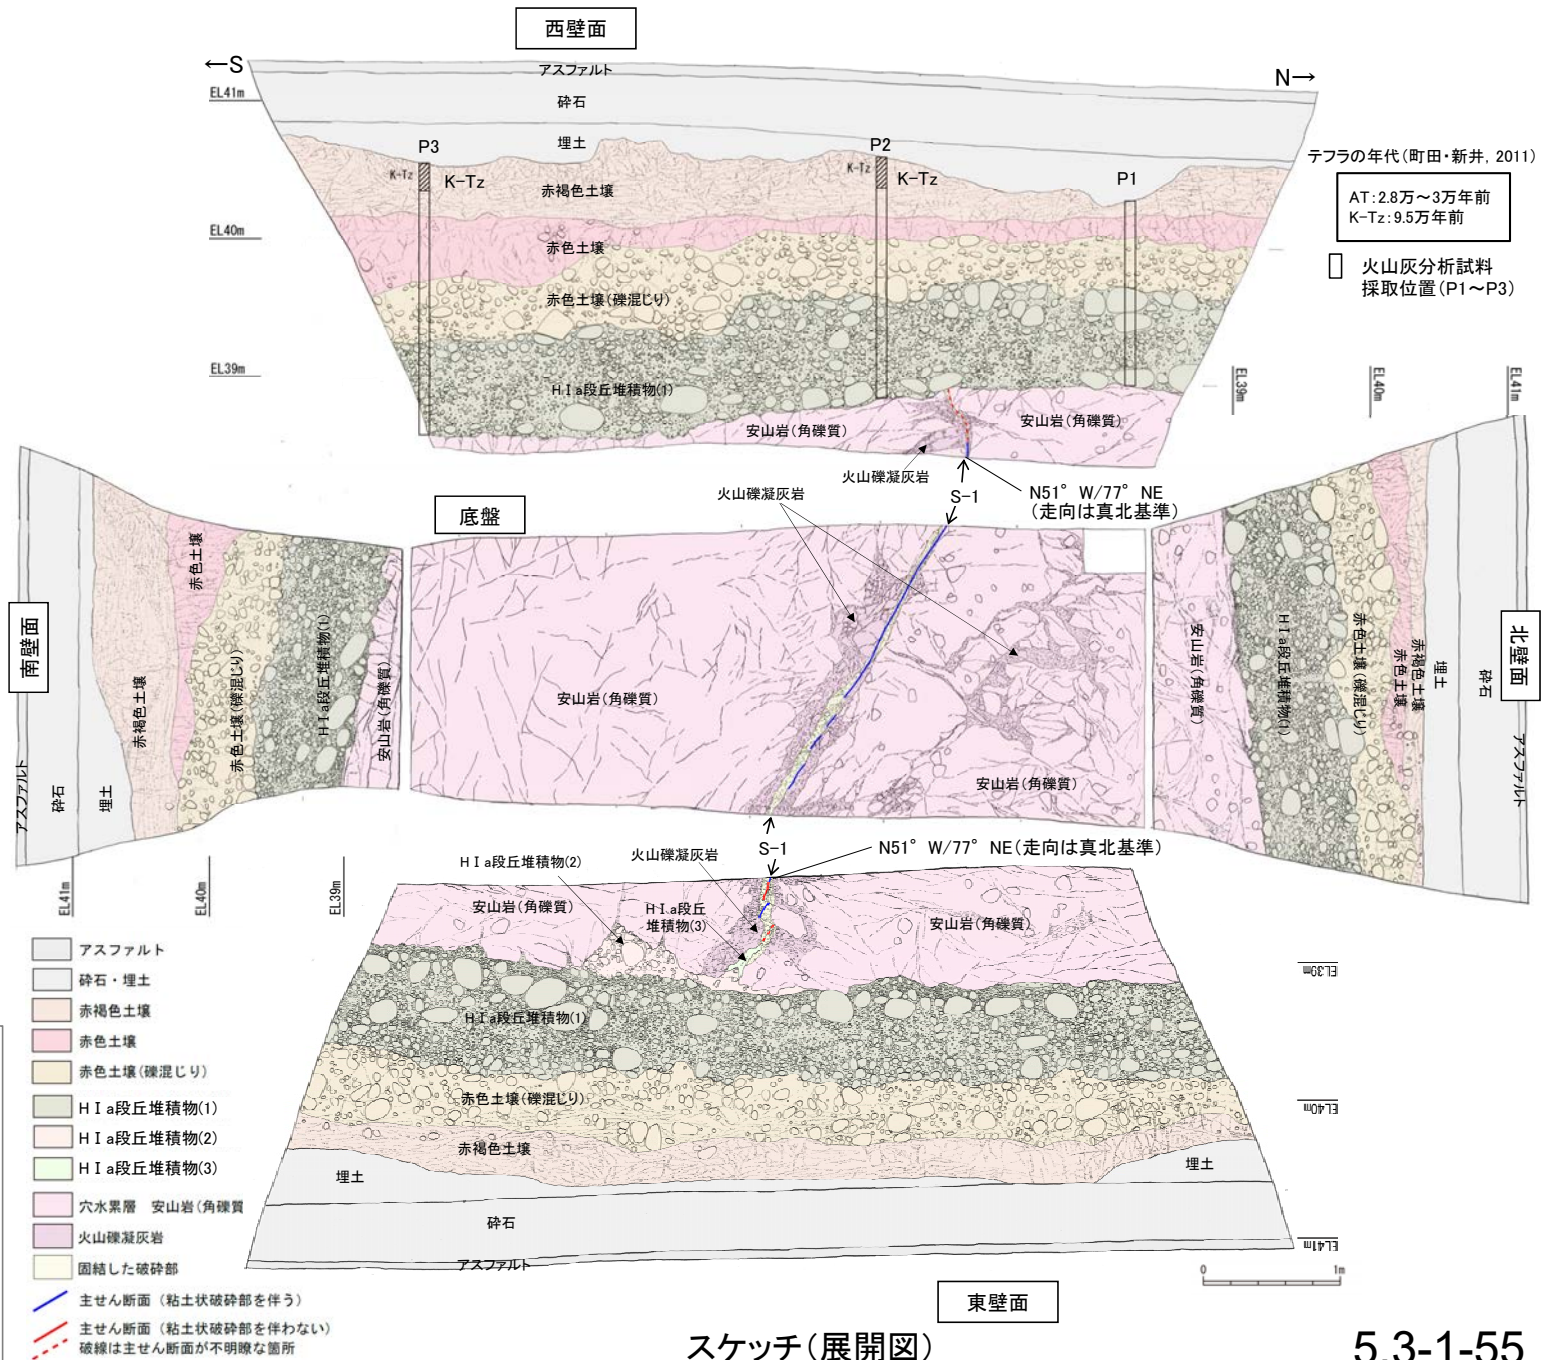 西壁面
←S
N→
アスファルト
EL41m
砕石
埋土
P3
P2
P1
K-Tz
K-Tz
K-Tz
K-Tz
赤褐色土壌
EL40m
赤色土壌
赤色土壌(礫混じり)
EL39m
HⅠa段丘堆積物(1)
安山岩(角礫質)
安山岩(角礫質)
火山礫凝灰岩
テフラの年代(町田・新井, 2011)
AT:2.8万～3万年前
K-Tz:9.5万年前
火山灰分析試料
採取位置(P1～P3)
EL39m
EL40m
EL41m
S-1
N51° W/77° NE
(走向は真北基準)
底盤
火山礫凝灰岩
安山岩(角礫質)
安山岩(角礫質)
南壁面
アスファルト
砕石
埋土
赤褐色土壌
赤色土壌
赤色土壌(礫混じり)
HⅠa段丘堆積物(1)
安山岩(角礫質)
EL41m
EL40m
EL39m
北壁面
安山岩(角礫質)
HⅠa段丘堆積物(1)
赤色土壌(礫混じり)
赤色土壌
赤褐色土壌
埋土
砕石
アスファルト
S-1
N51° W/77° NE(走向は真北基準)
HⅠa段丘堆積物(2)
火山礫凝灰岩
HⅠa段丘
堆積物(3)
安山岩(角礫質)
安山岩(角礫質)
HⅠa段丘堆積物(1)
赤色土壌(礫混じり)
赤褐色土壌
埋土
埋土
砕石
アスファルト
EL39m
EL40m
EL41m
0
1m
東壁面
アスファルト
砕石・埋土
赤褐色土壌
赤色土壌
赤色土壌(礫混じり)
HⅠa段丘堆積物(1)
HⅠa段丘堆積物(2)
HⅠa段丘堆積物(3)
穴水累層　安山岩(角礫質
火山礫凝灰岩
固結した破砕部
主せん断面（粘土状破砕部を伴う）
主せん断面（粘土状破砕部を伴わない）
破線は主せん断面が不明瞭な箇所
スケッチ(展開図)
5.3-1-55